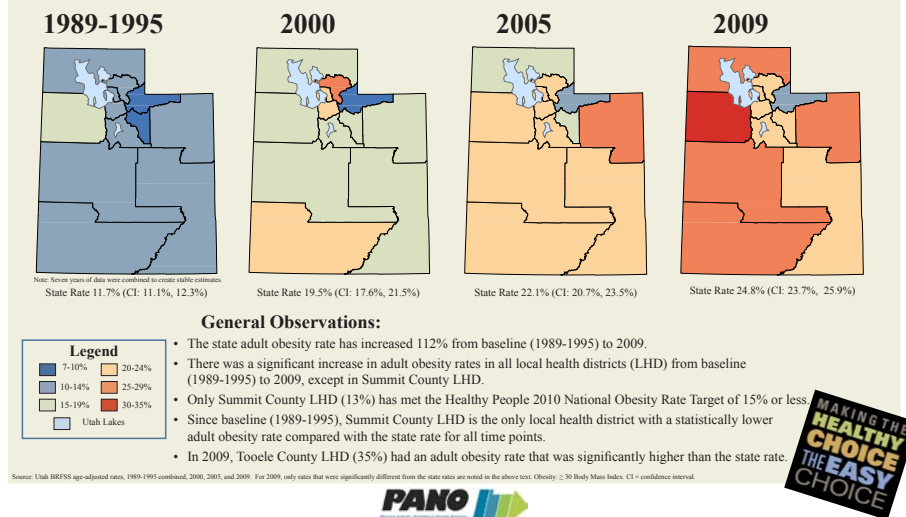 1989-1995
2000
2005
2009
Note: Seven years of data were combined to create stable estimates.
State Rate 11.7% (CI: 11.1%, 12.3%)
State Rate 19.5% (CI: 17.6%, 21.5%)
State Rate 22.1% (CI: 20.7%, 23.5%)
State Rate 24.8% (CI: 23.7%, 25.9%)
General Observations:
Legend
7-10%
20-24%
10-14%
25-29%
15-19%
30-35%
Utah Lakes
• The state adult obesity rate has increased 112% from baseline (1989-1995) to 2009.
• There was a significant increase in adult obesity rates in all local health districts (LHD) from baseline
(1989-1995) to 2009, except in Summit County LHD.
• Only Summit County LHD (13%) has met the Healthy People 2010 National Obesity Rate Target of 15% or less.
• Since baseline (1989-1995), Summit County LHD is the only local health district with a statistically lower
adult obesity rate compared with the state rate for all time points.
• In 2009, Tooele County LHD (35%) had an adult obesity rate that was significantly higher than the state rate.
MAKING THE
HEALTHY
CHOICE
THE EASY
CHOICE
Source: Utah BRFSS age-adjusted rates, 1989-1995 combined, 2000, 2005, and 2009. For 2009, only rates that were significantly different from the state rates are noted in the above text. Obesity: ≥ 30 Body Mass Index. CI = confidence interval.
PANO